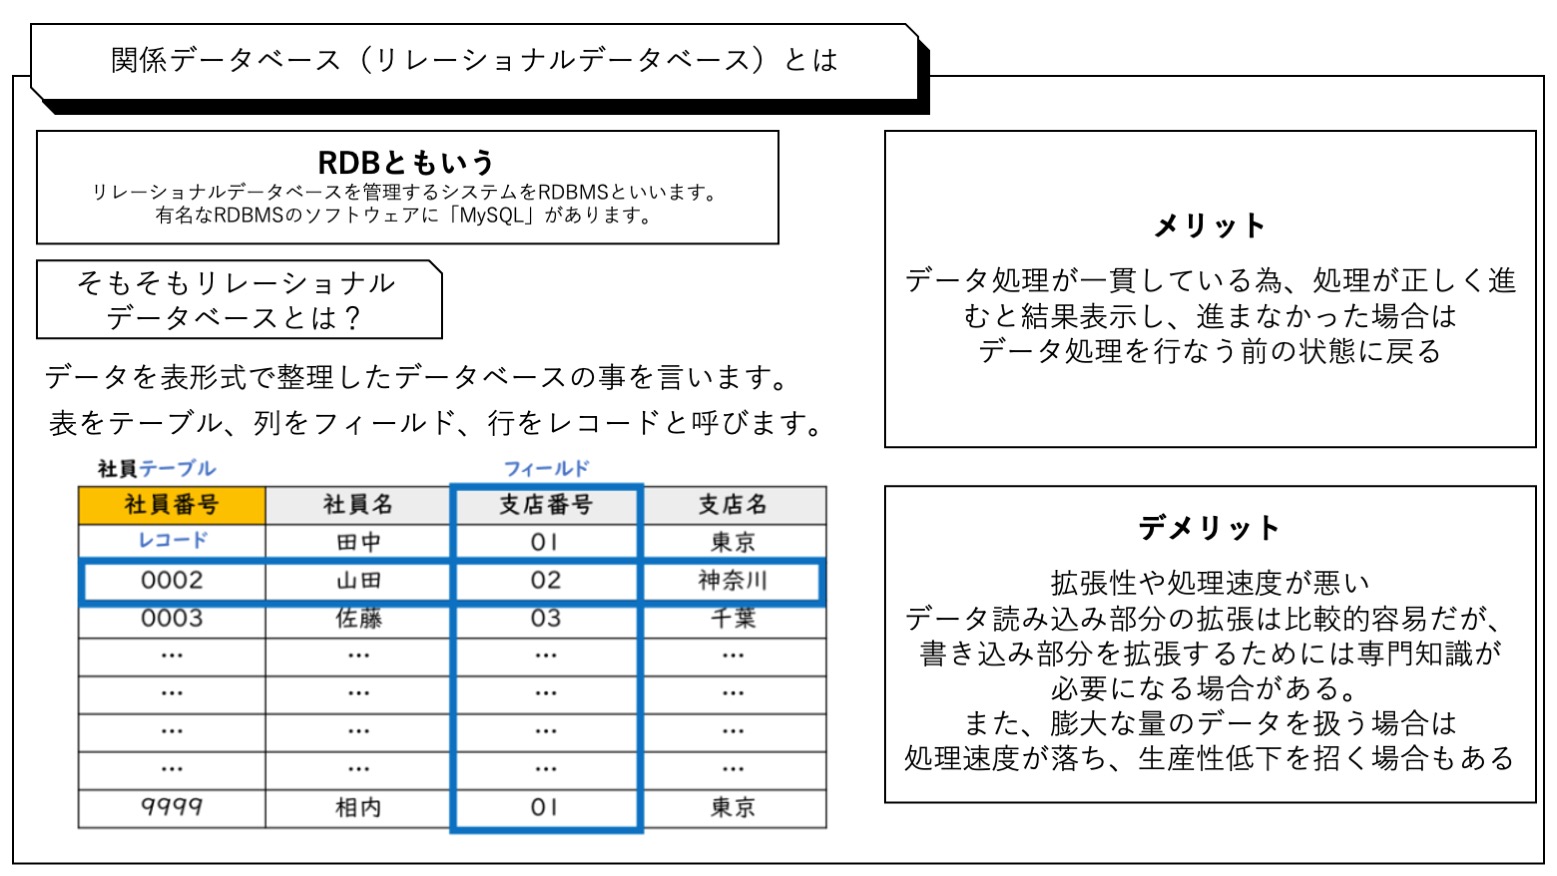 関係データベース（リレーショナルデータベース）とは
RDBともいう
リレーショナルデータベースを管理するシステムをRDBMSといいます。
有名なRDBMSのソフトウェアに「MySQL」があります。
そもそもリレーショナル
データベースとは？
データを表形式で整理したデータベースの事を言います。
表をテーブル、列をフィールド、行をレコードと呼びます。
社員テーブル フィールド
社員番号 社員名 支店番号 支店名
レコード 田中 01 東京
0002 山田 02 神奈川
0003 佐藤 03 千葉
… … … …
… … … …
… … … …
… … … …
9999 相内 01 東京
メリット
データ処理が一貫している為、処理が正しく進
むと結果表示し、進まなかった場合は
データ処理を行なう前の状態に戻る
デメリット
拡張性や処理速度が悪い
データ読み込み部分の拡張は比較的容易だが、
書き込み部分を拡張するためには専門知識が
必要になる場合がある。
また、膨大な量のデータを扱う場合は
処理速度が落ち、生産性低下を招く場合もある